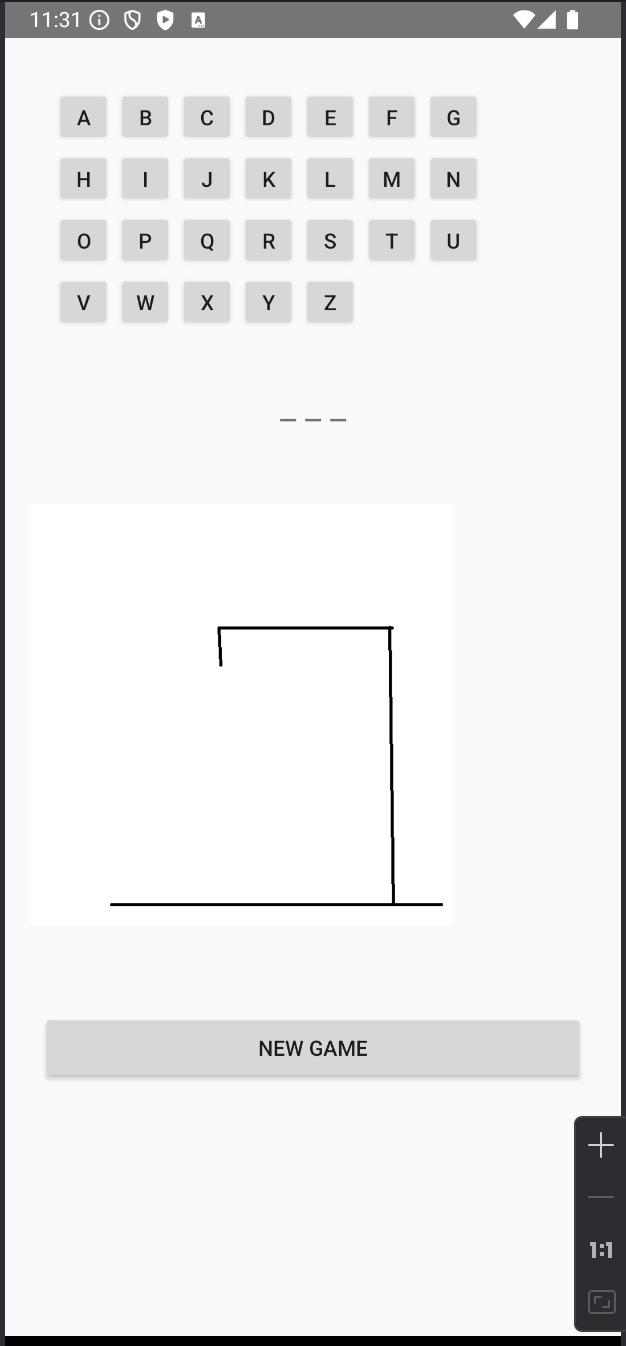 11:31
A B C D E F G
H I J K L M N
O P Q R S T U
V W X Y Z
_ _ _
NEW GAME
1:1